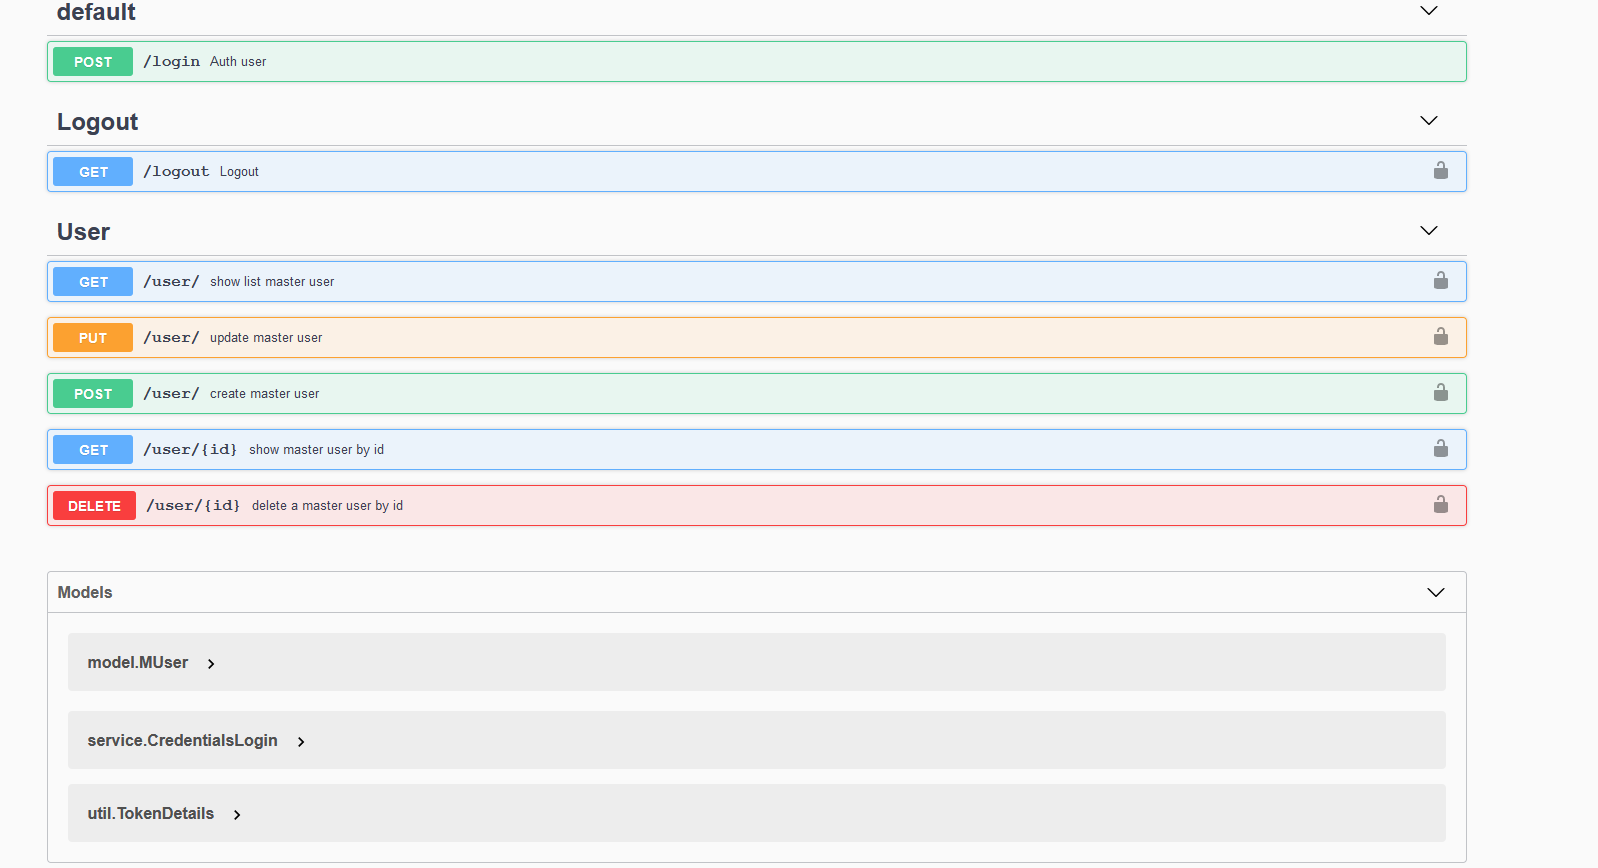 default
POST /login Auth user
Logout
GET /logout Logout
User
GET /user/ show list master user
PUT /user/ update master user
POST /user/ create master user
GET /user/{id} show master user by id
DELETE /user/{id} delete a master user by id
Models
model.MUser
service.CredentialsLogin
util.TokenDetails